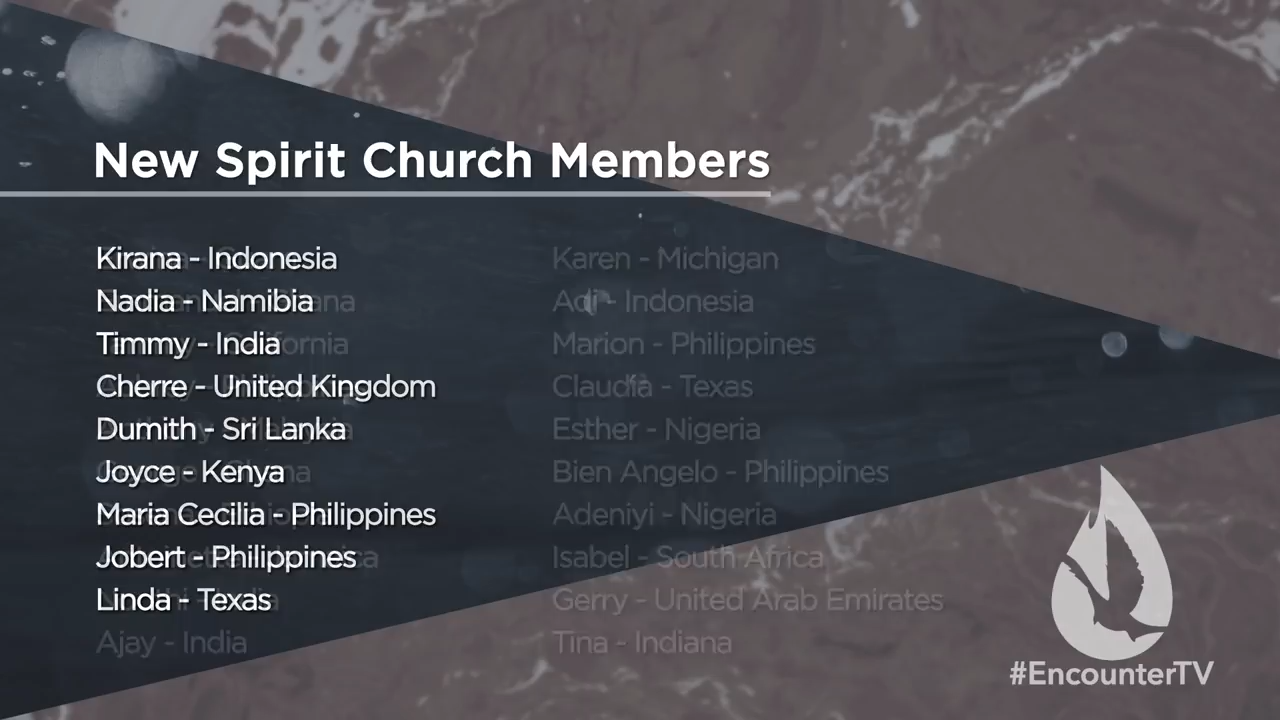 New Spirit Church Members
Kirana - Indonesia
Nadia - Namibia
Timmy - India
Cherre - United Kingdom
Dumith - Sri Lanka
Joyce - Kenya
Maria Cecilia - Philippines
Jobert - Philippines
Linda - Texas
Ajay - India
Karen - Michigan
Adi - Indonesia
Marion - Philippines
Claudia - Texas
Esther - Nigeria
Bien Angelo - Philippines
Adeniyi - Nigeria
Isabel - South Africa
Gerry - United Arab Emirates
Tina - Indiana
#EncounterTV